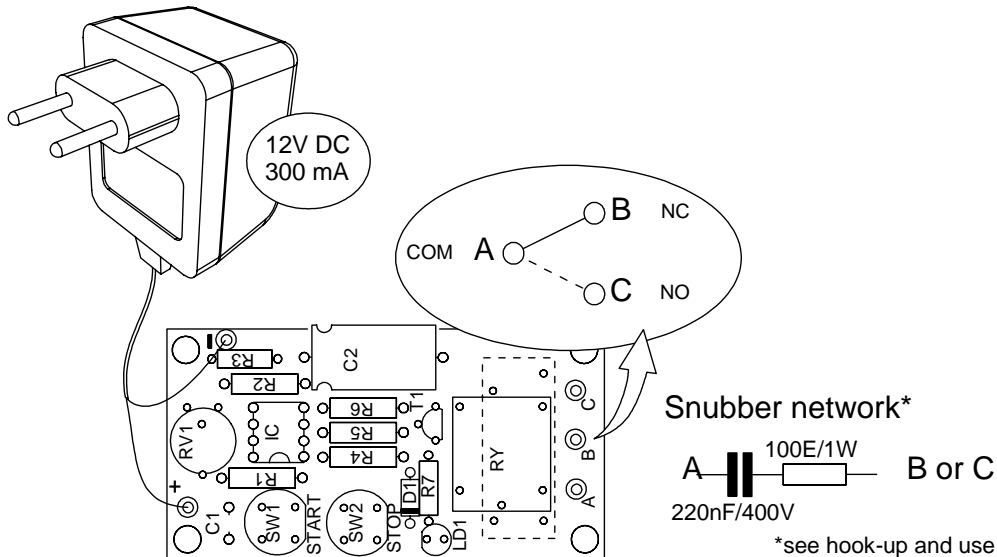 12V DC
300 mA
B NC
COM A
C NO
-
R3
C2
R2
T1
R6
C
Snubber network*
RV1
IC
R5
B
100E/1W
R4
RY
A B or C
R1
D1
R7
A
220nF/400V
+
C1
SW1
START
SW2
STOP
LD1
*see hook-up and use